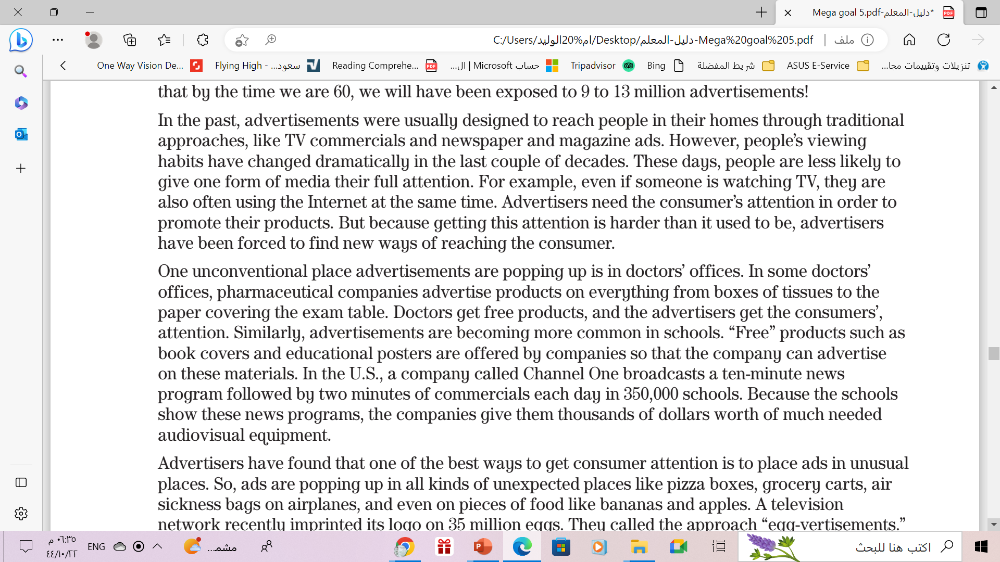 دليل-المعلم-Mega goal 5.pdf*
C:/Users/ام%20الوليد/Desktop/دليل-المعلم-Mega%20goal%205.pdf
ملف
One Way Vision De...
Flying High - سعود...
Reading Comprehe...
حساب Microsoft | ال...
Tripadvisor
Bing
شريط المفضلة
ASUS E-Service
تنزيلات وتقييمات مجا...
that by the time we are 60, we will have been exposed to 9 to 13 million advertisements!
In the past, advertisements were usually designed to reach people in their homes through traditional
approaches, like TV commercials and newspaper and magazine ads. However, people’s viewing
habits have changed dramatically in the last couple of decades. These days, people are less likely to
give one form of media their full attention. For example, even if someone is watching TV, they are
also often using the Internet at the same time. Advertisers need the consumer’s attention in order to
promote their products. But because getting this attention is harder than it used to be, advertisers
have been forced to find new ways of reaching the consumer.
One unconventional place advertisements are popping up is in doctors’ offices. In some doctors’
offices, pharmaceutical companies advertise products on everything from boxes of tissues to the
paper covering the exam table. Doctors get free products, and the advertisers get the consumers’,
attention. Similarly, advertisements are becoming more common in schools. “Free” products such as
book covers and educational posters are offered by companies so that the company can advertise
on these materials. In the U.S., a company called Channel One broadcasts a ten-minute news
program followed by two minutes of commercials each day in 350,000 schools. Because the schools
show these news programs, the companies give them thousands of dollars worth of much needed
audiovisual equipment.
Advertisers have found that one of the best ways to get consumer attention is to place ads in unusual
places. So, ads are popping up in all kinds of unexpected places like pizza boxes, grocery carts, air
sickness bags on airplanes, and even on pieces of food like bananas and apples. A television
network recently imprinted its logo on 35 million eggs. They called the approach “egg-vertisements.”
٠٦:٣٥ م
٤٤/١٠/٢٢
ENG
مشم...
اكتب هنا للبحث